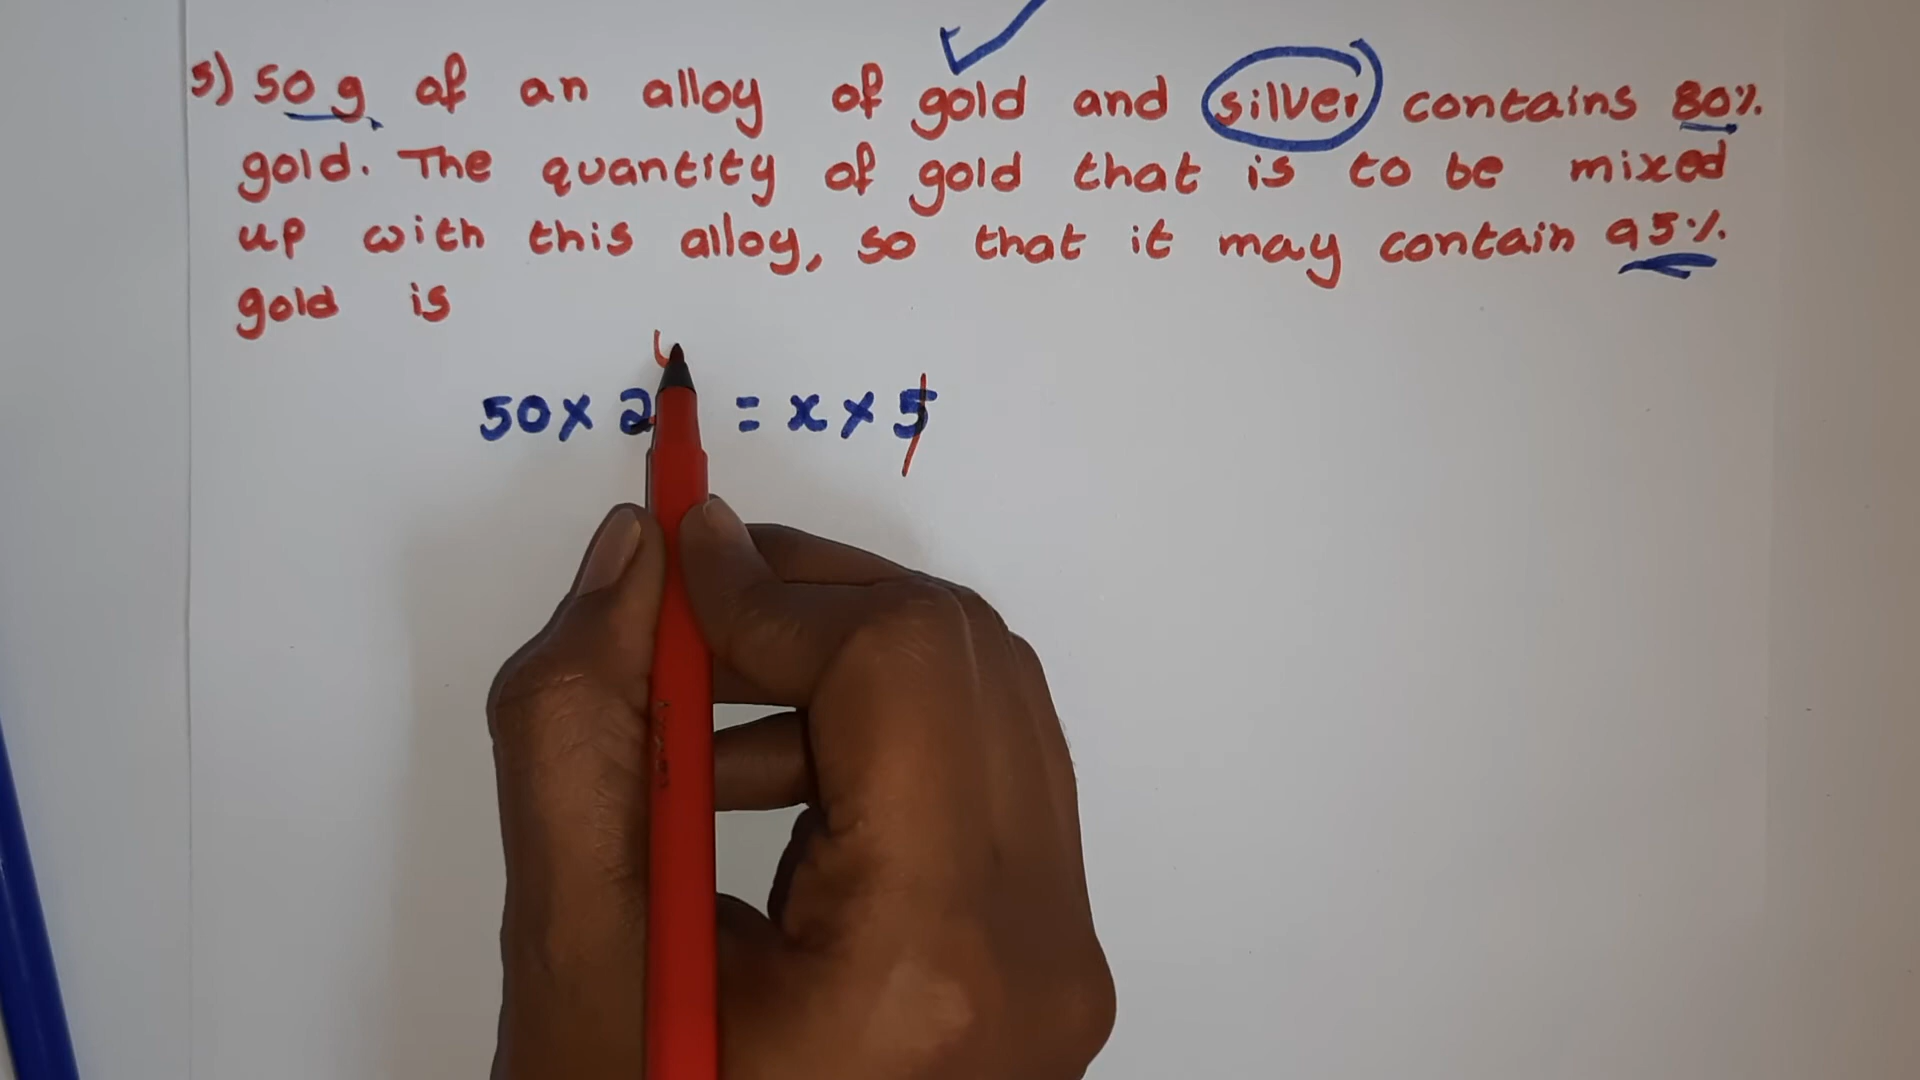 5) 50 g of an alloy of gold and silver contains 80%
gold. The quantity of gold that is to be mixed
up with this alloy, so that it may contain 95%
gold is
50 x 2 = x x 5